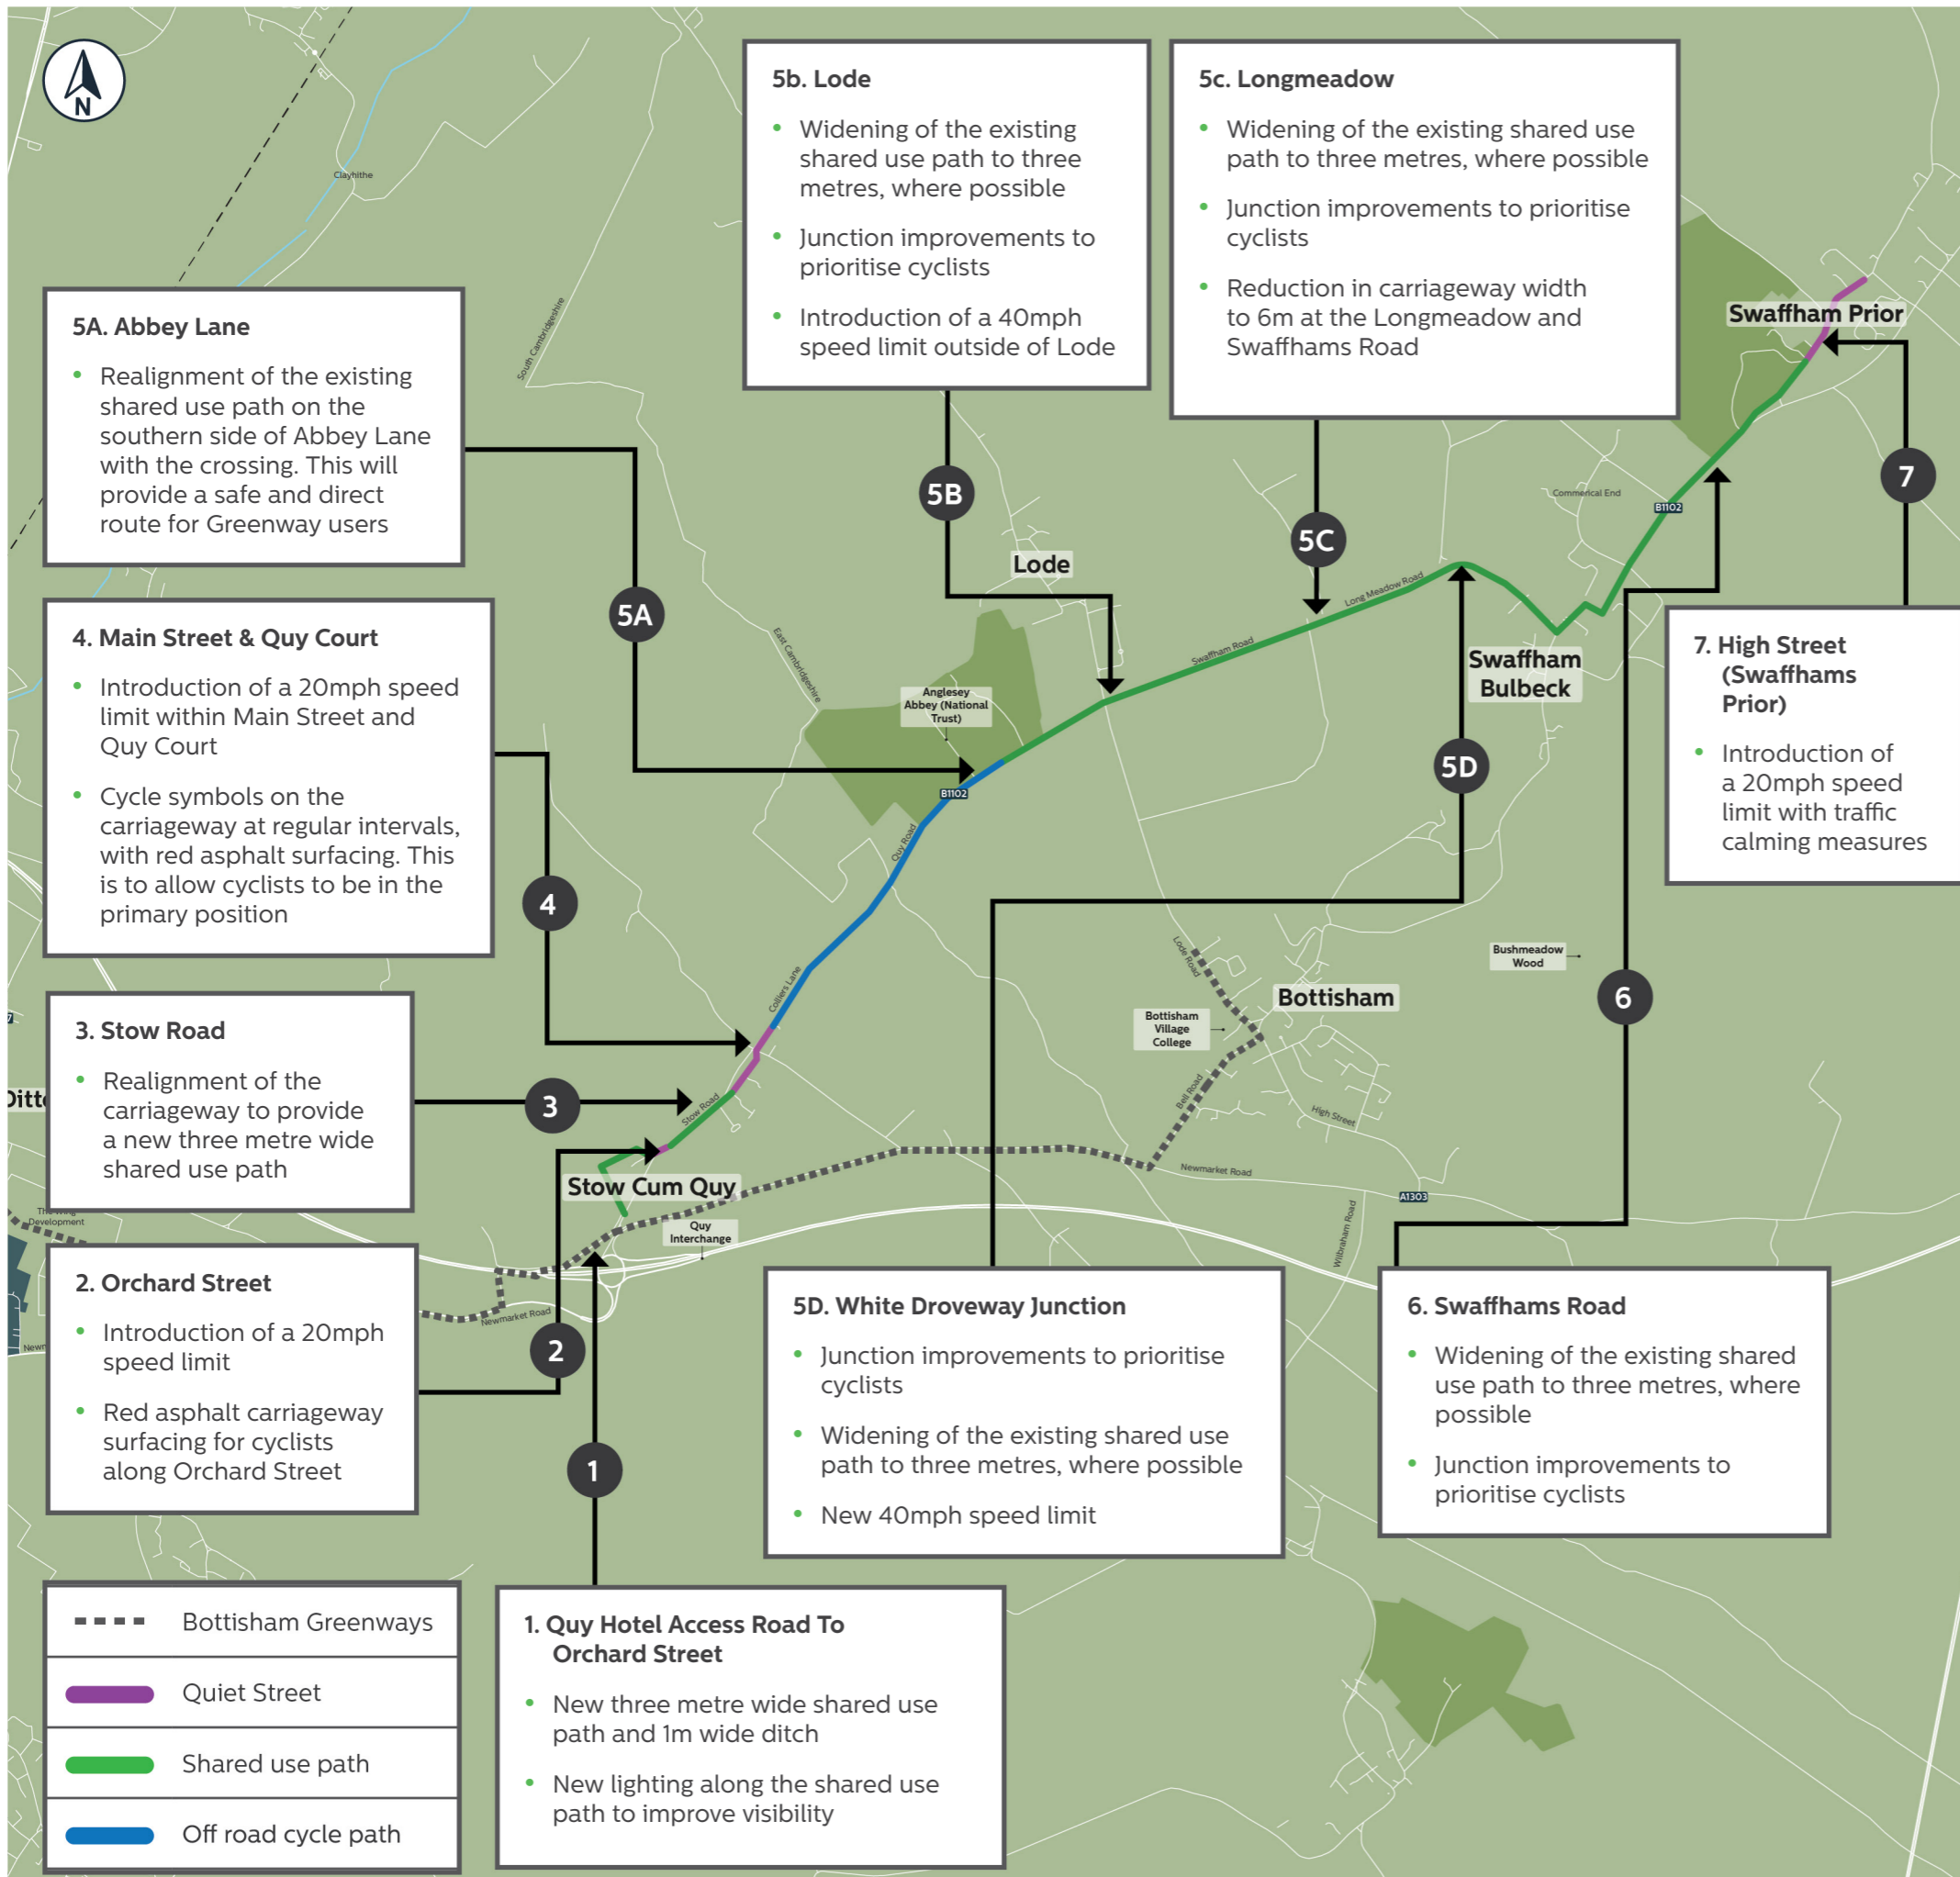 N
Clayhithe
South Cambridgeshire
East Cambridgeshire
5b. Lode
• Widening of the existing
shared use path to three
metres, where possible
• Junction improvements to
prioritise cyclists
• Introduction of a 40mph
speed limit outside of Lode
5c. Longmeadow
• Widening of the existing shared use
path to three metres, where possible
• Junction improvements to prioritise
cyclists
• Reduction in carriageway width
to 6m at the Longmeadow and
Swaffhams Road
5A. Abbey Lane
• Realignment of the existing
shared use path on the
southern side of Abbey Lane
with the crossing. This will
provide a safe and direct
route for Greenway users
Swaffham Prior
7
5B
5C
Commerical End
B1102
Lode
Long Meadow Road
5A
Swaffham Road
4. Main Street & Quy Court
• Introduction of a 20mph speed
limit within Main Street and
Quy Court
• Cycle symbols on the
carriageway at regular intervals,
with red asphalt surfacing. This
is to allow cyclists to be in the
primary position
Swaffham
Bulbeck
7. High Street
(Swaffhams
Prior)
• Introduction of
a 20mph speed
limit with traffic
calming measures
Anglesey
Abbey (National
Trust)
B1102
5D
Quy Road
4
Colliers Lane
Lode Road
Bushmeadow
Wood
6
Bottisham
Bottisham
Village
College
3. Stow Road
• Realignment of the
carriageway to provide
a new three metre wide
shared use path
Ditt
3
Stow Road
Bell Road
High Street
Newmarket Road
A1303
Stow Cum Quy
Quy
Interchange
Wilbraham Road
The Wing
Development
Newmarket Road
2. Orchard Street
• Introduction of a 20mph
speed limit
• Red asphalt carriageway
surfacing for cyclists
along Orchard Street
2
1
5D. White Droveway Junction
• Junction improvements to prioritise
cyclists
• Widening of the existing shared use
path to three metres, where possible
• New 40mph speed limit
6. Swaffhams Road
• Widening of the existing shared
use path to three metres, where
possible
• Junction improvements to
prioritise cyclists
Bottisham Greenways
Quiet Street
Shared use path
Off road cycle path
1. Quy Hotel Access Road To
Orchard Street
• New three metre wide shared use
path and 1m wide ditch
• New lighting along the shared use
path to improve visibility